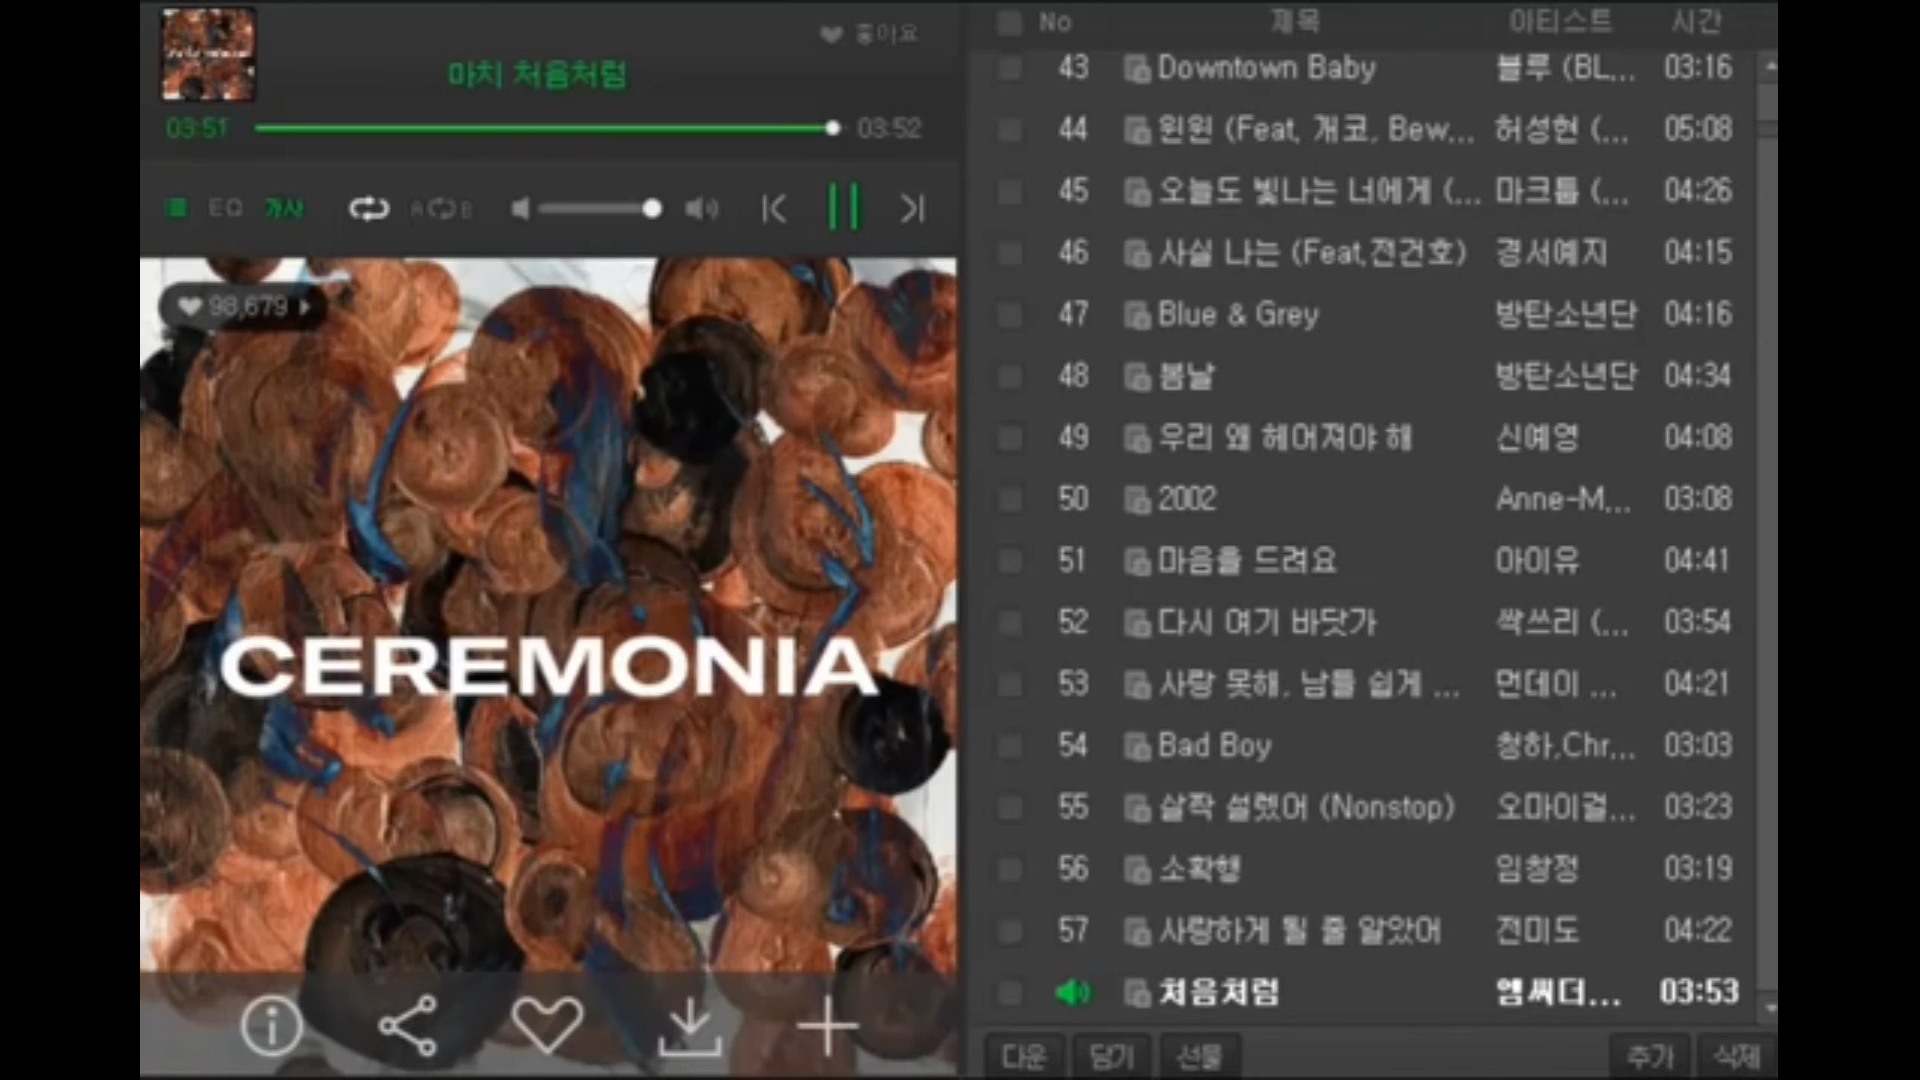 좋아요
마치 처음처럼
03:51 03:52
EQ 가사 A B
98,679
CEREMONIA
No 제목 아티스트 시간
43 Downtown Baby 블루 (BL... 03:16
44 윈윈 (Feat. 개코, Bew... 허성현 (... 05:08
45 오늘도 빛나는 너에게 (... 마크툽 (... 04:26
46 사실 나는 (Feat.전건호) 경서예지 04:15
47 Blue & Grey 방탄소년단 04:16
48 봄날 방탄소년단 04:34
49 우리 왜 헤어져야 해 신예영 04:08
50 2002 Anne-M... 03:08
51 마음을 드려요 아이유 04:41
52 다시 여기 바닷가 싹쓰리 (... 03:54
53 사랑 못해, 남들 쉽게 ... 먼데이 ... 04:21
54 Bad Boy 청하,Chr... 03:03
55 살짝 설렜어 (Nonstop) 오마이걸... 03:23
56 소확행 임창정 03:19
57 사랑하게 될 줄 알았어 전미도 04:22
처음처럼 엠씨더... 03:53
다운 담기 선물 추가 삭제